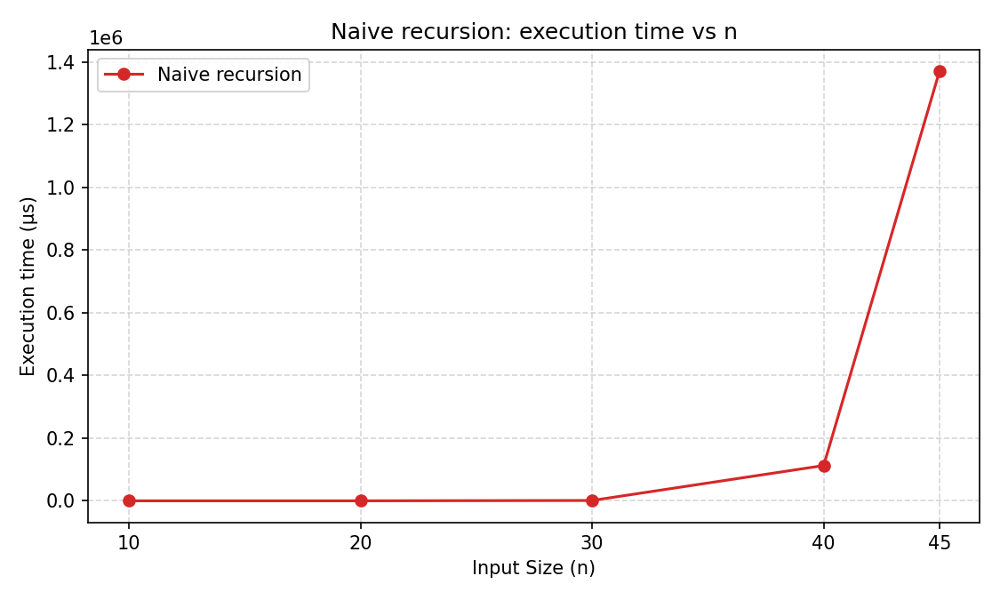 Naive recursion: execution time vs n
1e6
Naive recursion
1.4
1.2
1.0
0.8
0.6
0.4
0.2
0.0
Execution time (µs)
10 20 30 40 45
Input Size (n)